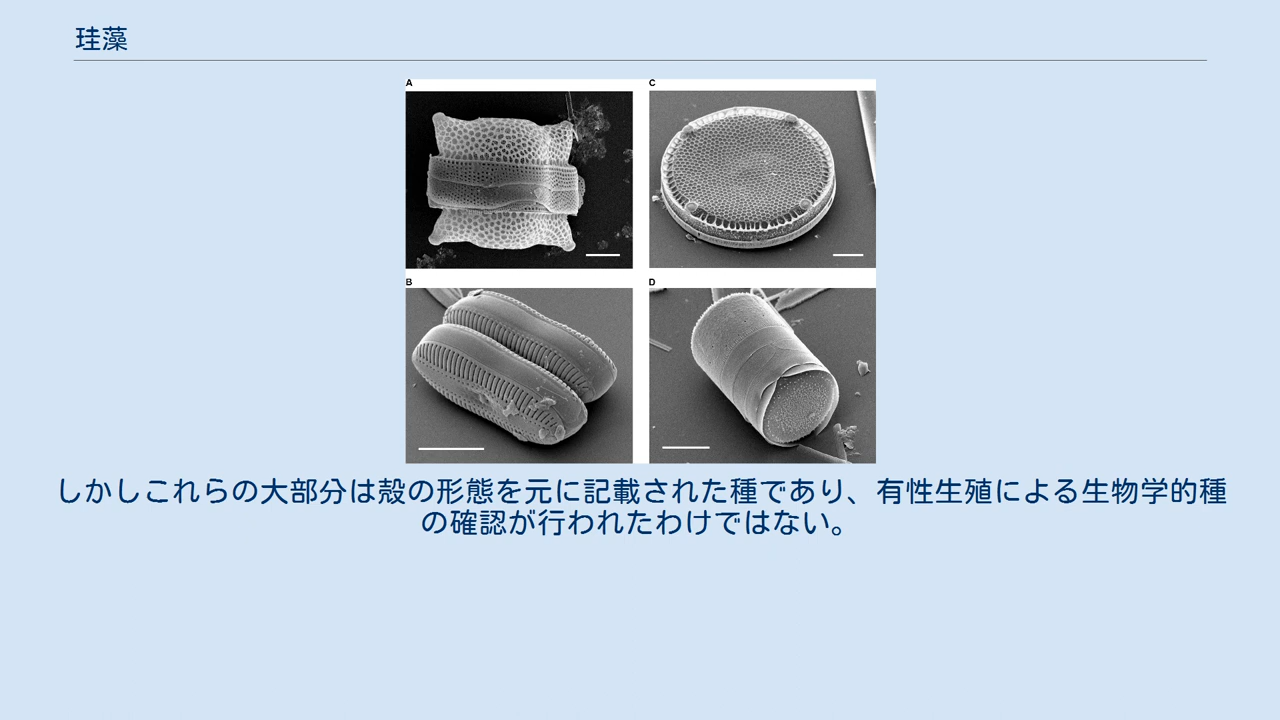 珪藻
A
C
B
D
しかしこれらの大部分は殻の形態を元に記載された種であり、有性生殖による生物学的種
の確認が行われたわけではない。